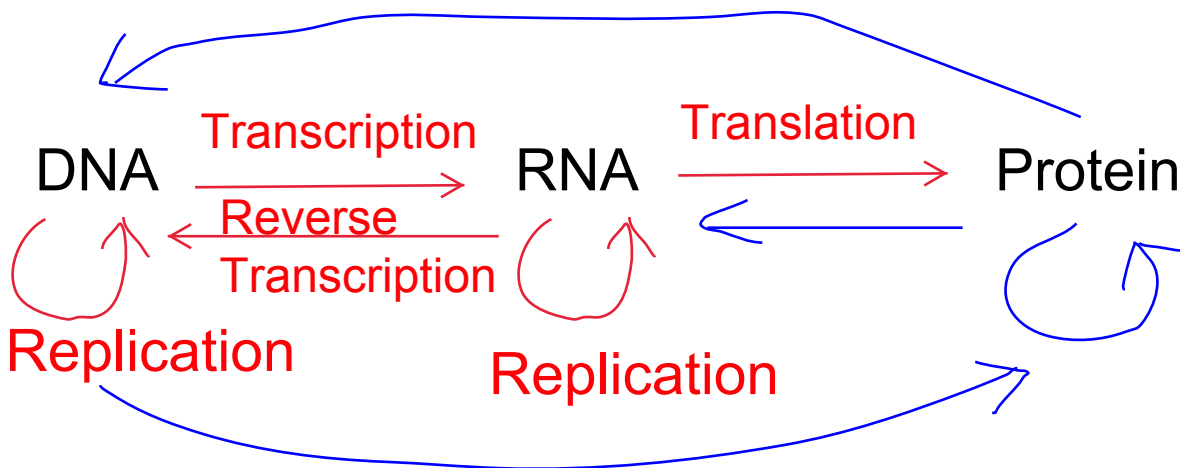 Transcription
Translation
DNA
RNA
Protein
Reverse
Transcription
Replication
Replication